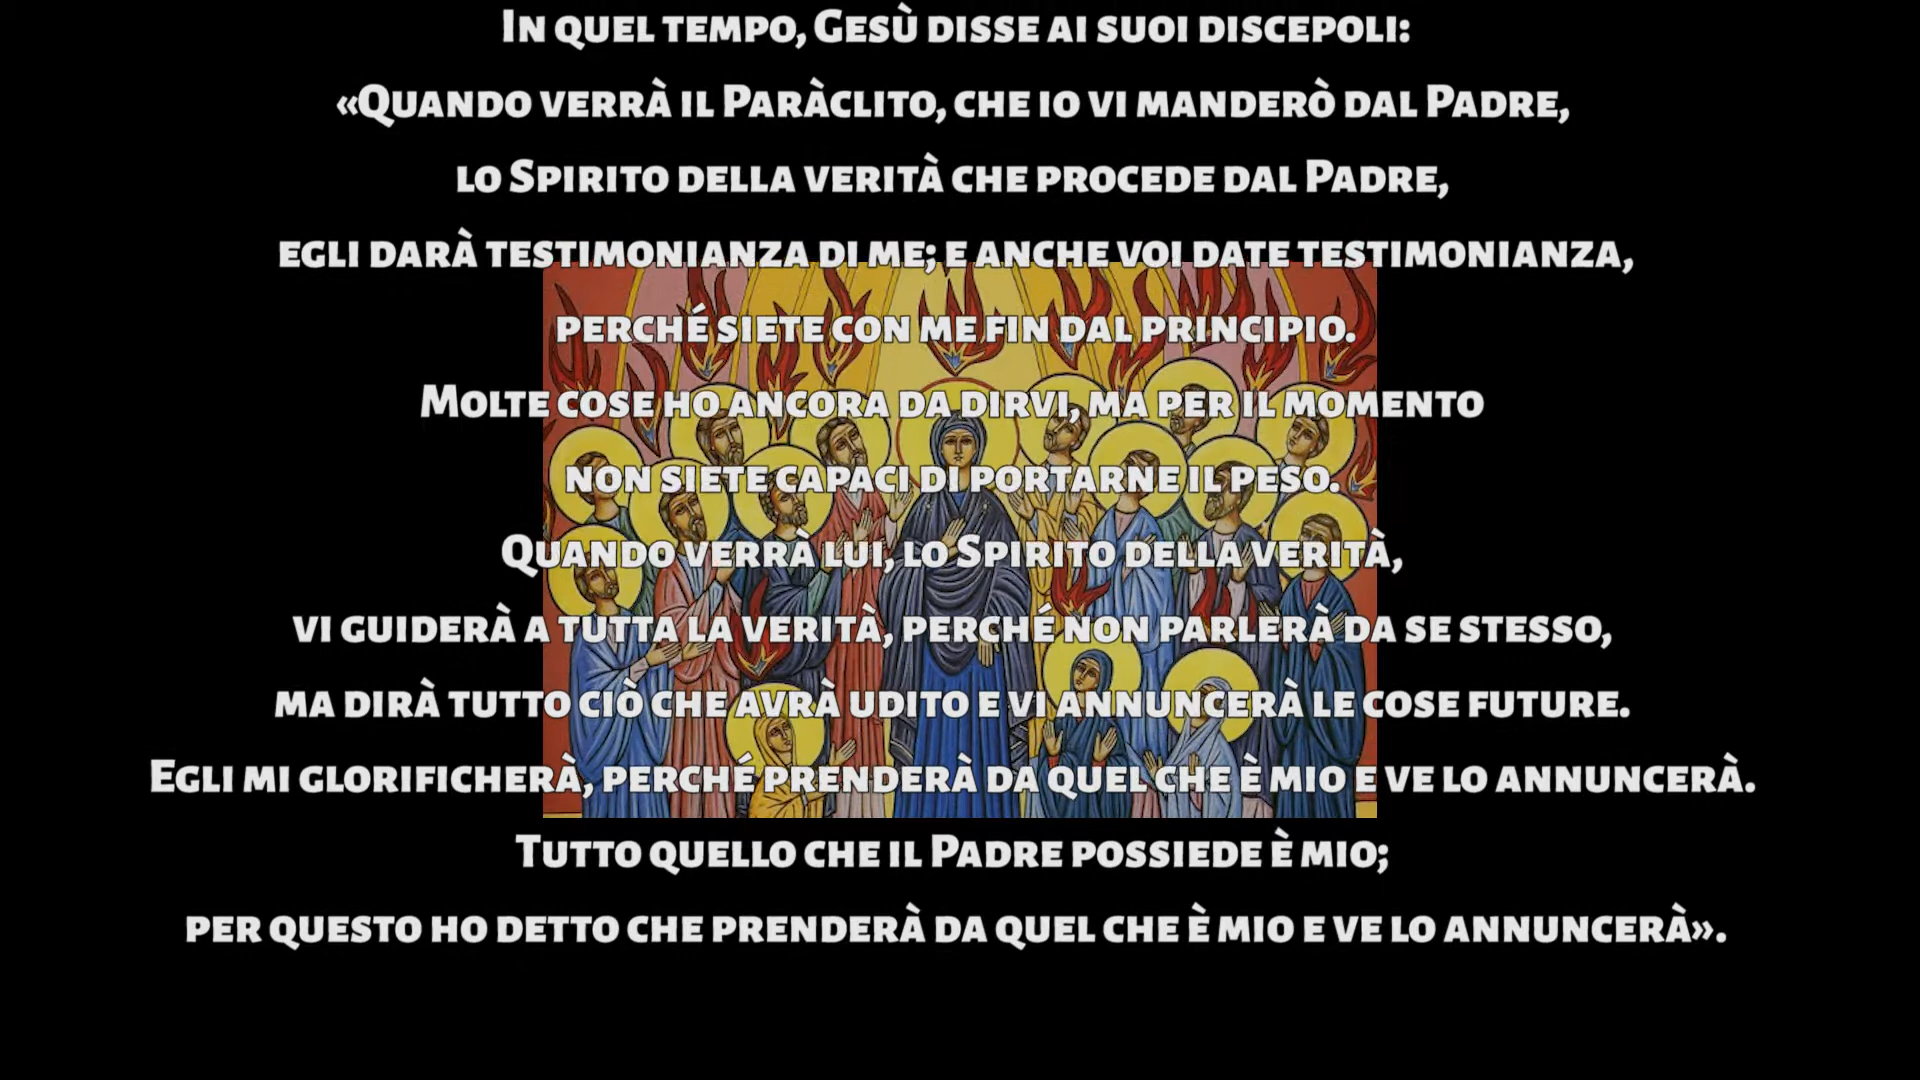 In quel tempo, Gesù disse ai suoi discepoli:
«Quando verrà il Paràclito, che io vi manderò dal Padre,
lo Spirito della verità che procede dal Padre,
egli darà testimonianza di me; e anche voi date testimonianza,
perché siete con me fin dal principio.
Molte cose ho ancora da dirvi, ma per il momento
non siete capaci di portarne il peso.
Quando verrà lui, lo Spirito della verità,
vi guiderà a tutta la verità, perché non parlerà da se stesso,
ma dirà tutto ciò che avrà udito e vi annuncerà le cose future.
Egli mi glorificherà, perché prenderà da quel che è mio e ve lo annuncerà.
Tutto quello che il Padre possiede è mio;
per questo ho detto che prenderà da quel che è mio e ve lo annuncerà».